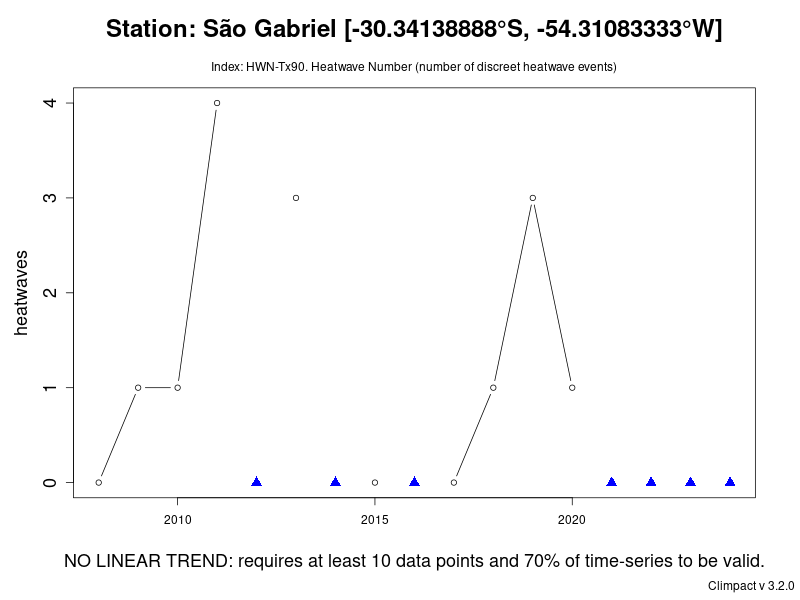 Station: São Gabriel [-30.34138888°S, -54.31083333°W]
Index: HWN-Tx90. Heatwave Number (number of discreet heatwave events)
heatwaves
4
3
2
1
0
2010 2015 2020
NO LINEAR TREND: requires at least 10 data points and 70% of time-series to be valid.
Climpact v 3.2.0